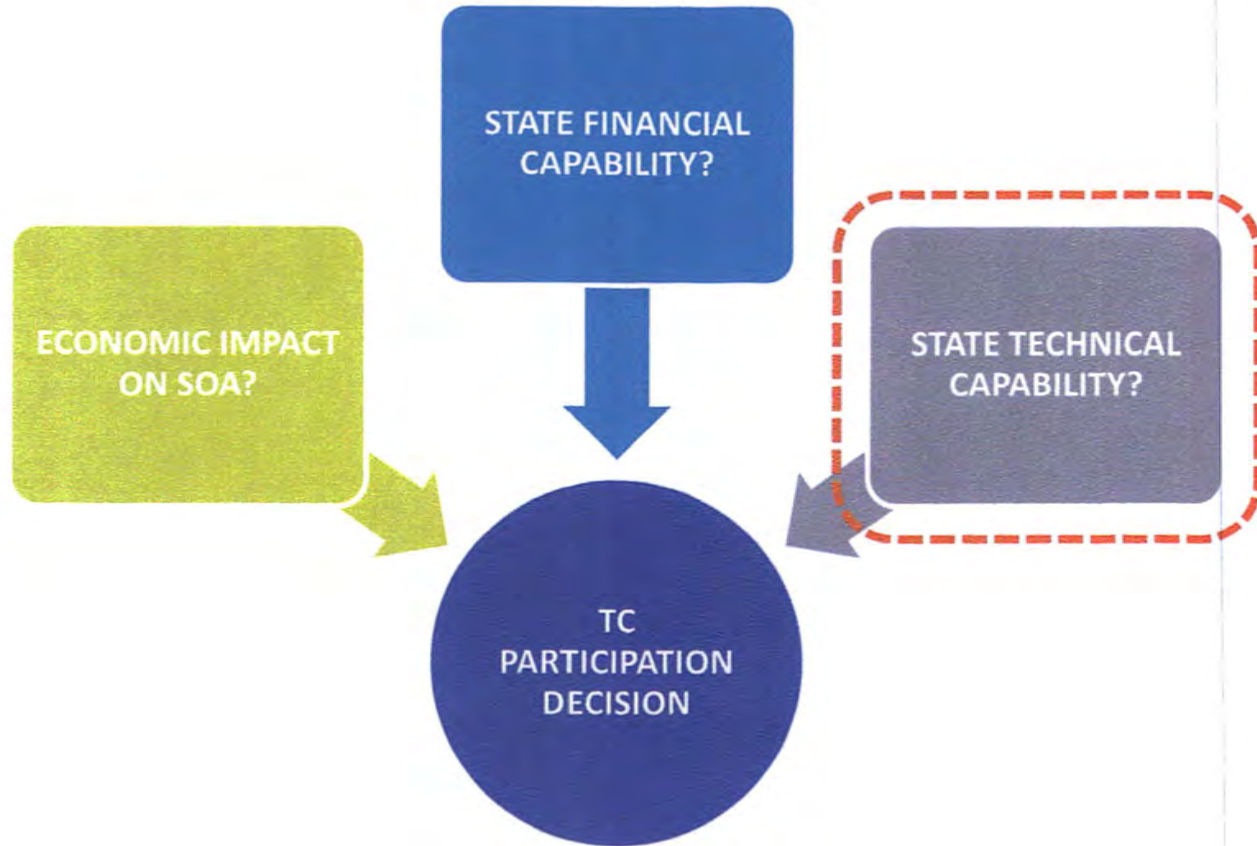 STATE FINANCIAL
CAPABILITY?
ECONOMIC IMPACT
ON SOA?
STATE TECHNICAL
CAPABILITY?
TC
PARTICIPATION
DECISION